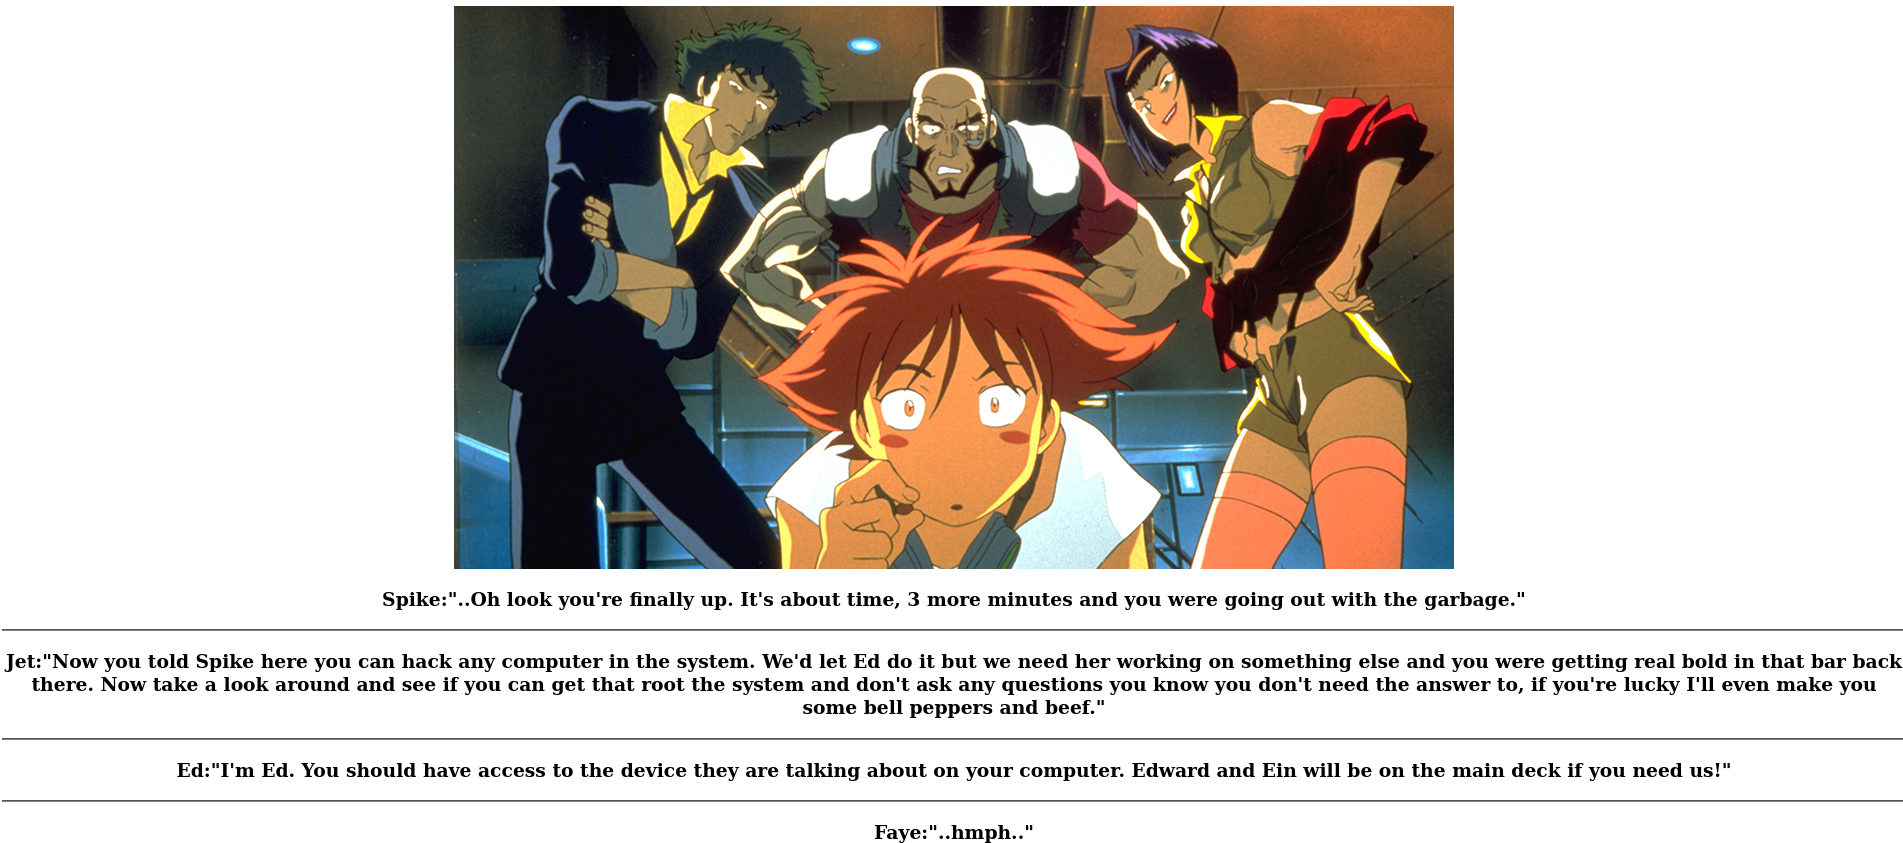 Spike:"..Oh look you're finally up. It's about time, 3 more minutes and you were going out with the garbage."
Jet:"Now you told Spike here you can hack any computer in the system. We'd let Ed do it but we need her working on something else and you were getting real bold in that bar back
there. Now take a look around and see if you can get that root the system and don't ask any questions you know you don't need the answer to, if you're lucky I'll even make you
some bell peppers and beef."
Ed:"I'm Ed. You should have access to the device they are talking about on your computer. Edward and Ein will be on the main deck if you need us!"
Faye:"..hmph.."